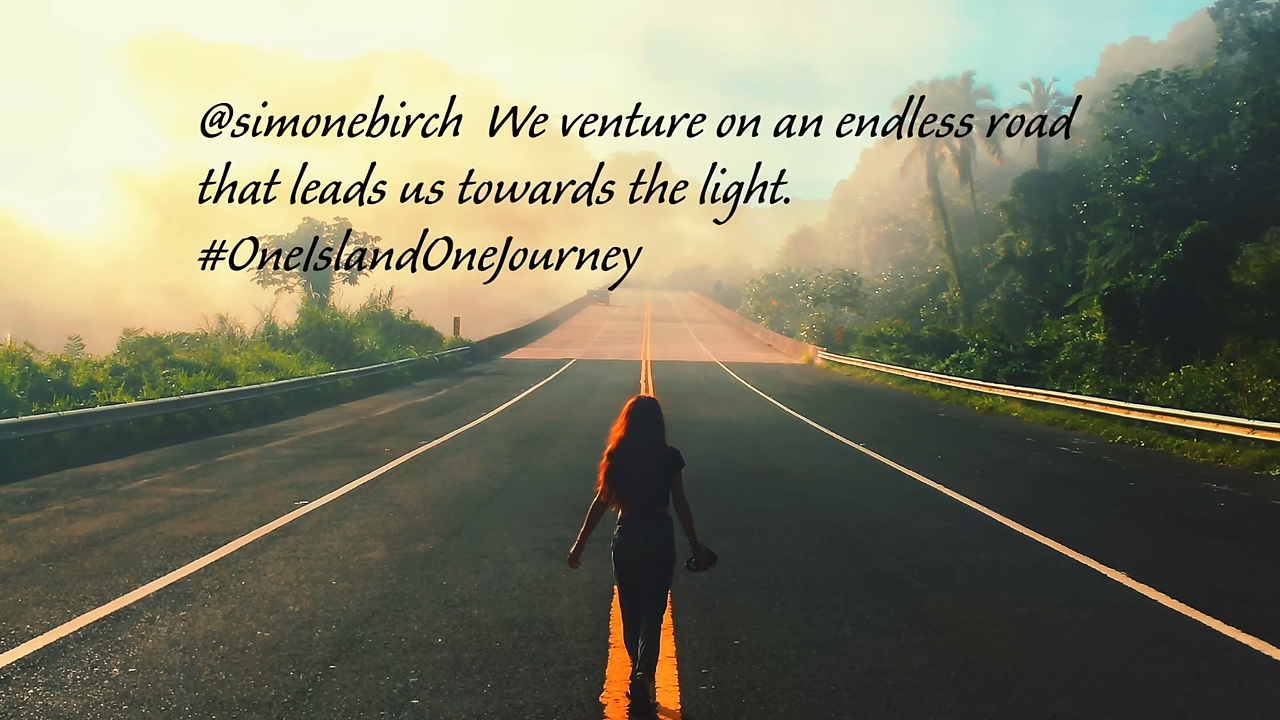 @simonebirch  We venture on an endless road
that leads us towards the light.
#OneIslandOneJourney